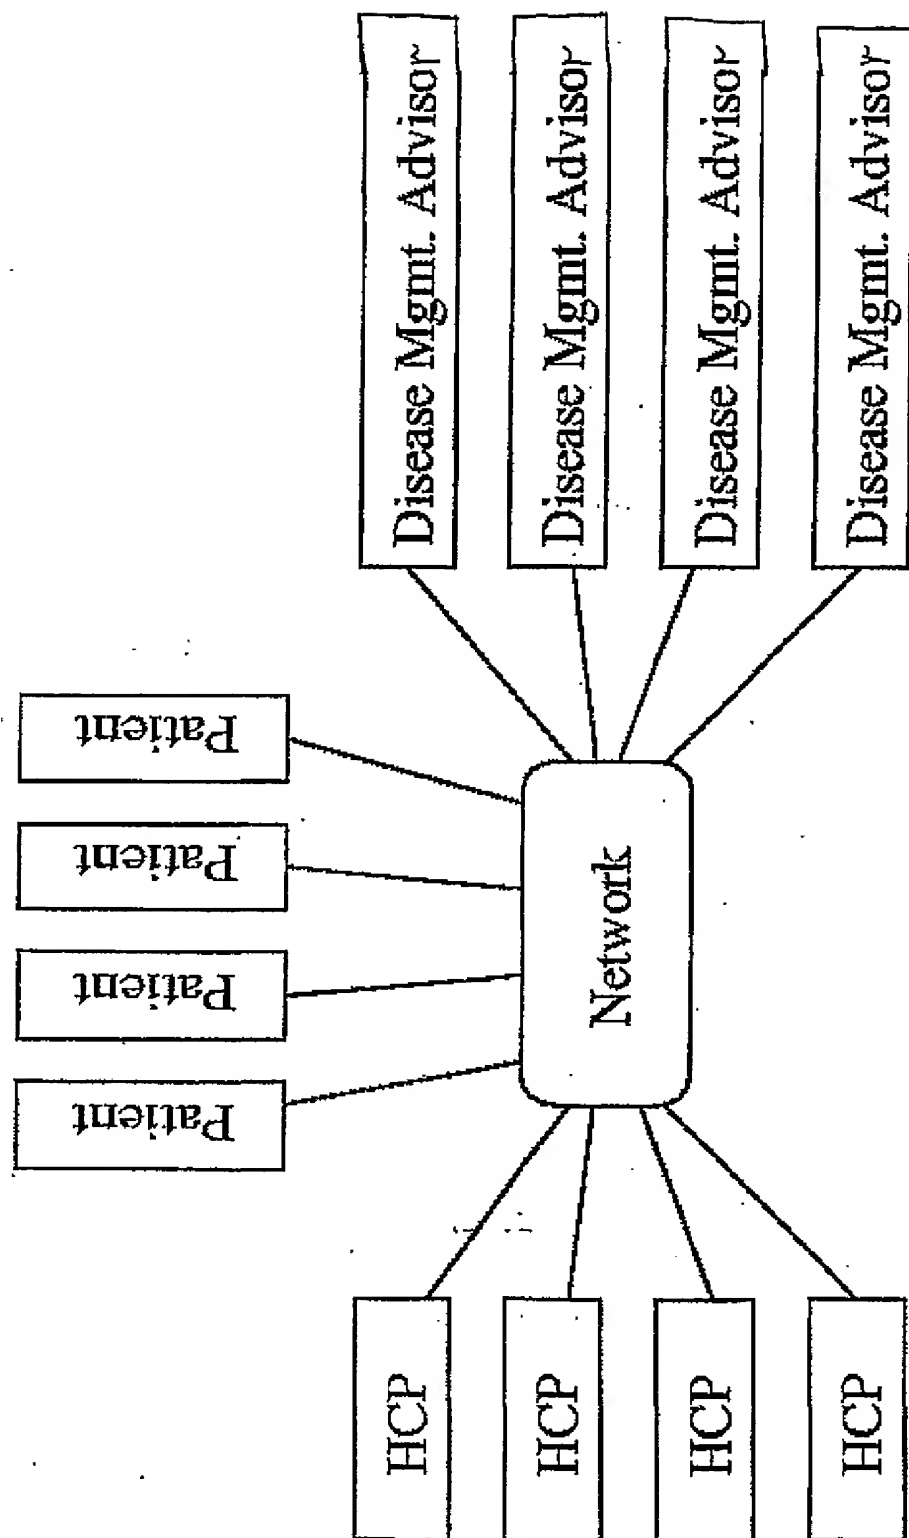 Patient
Patient
Patient
Patient
HCP
HCP
HCP
HCP
Network
Disease Mgmt. Advisor
Disease Mgmt. Advisor
Disease Mgmt. Advisor
Disease Mgmt. Advisor